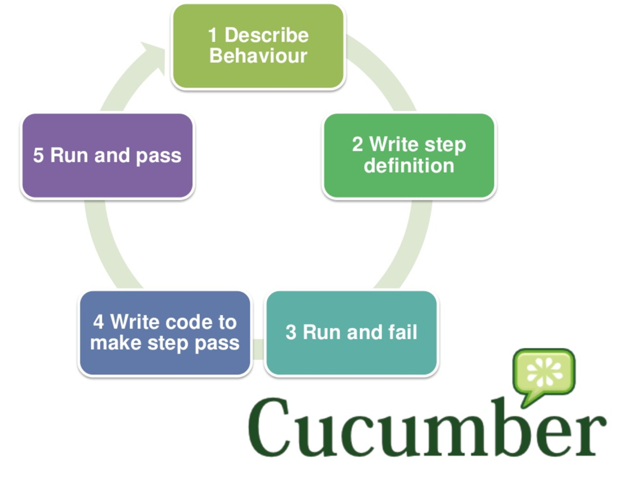 1 Describe
Behaviour
2 Write step
definition
3 Run and fail
4 Write code to
make step pass
5 Run and pass
Cucumber